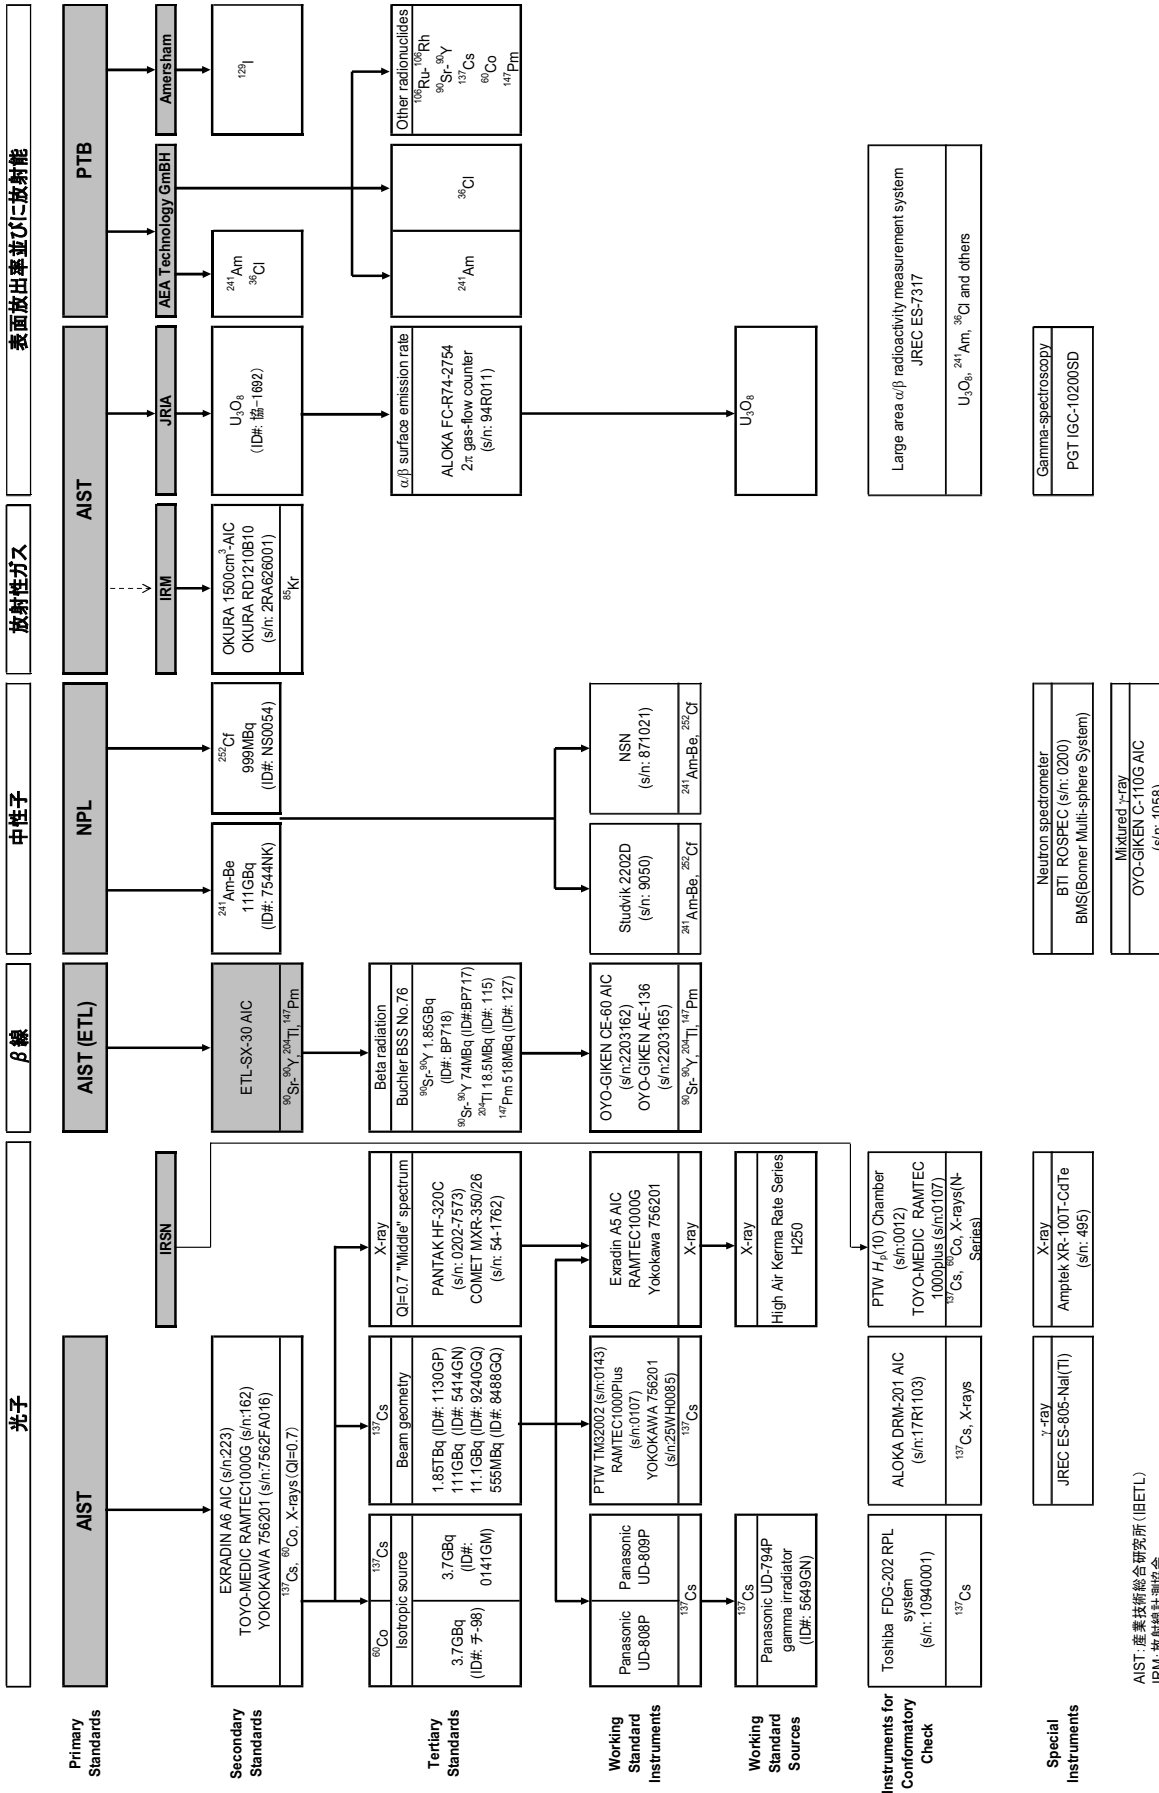 光子
β 線
中性子
放射性ガス
表面放出率並びに放射能
Primary
Standards
AIST
AIST (ETL)
NPL
AIST
PTB
IRSN
IRM
JRIA
AEA Technology GmBH
Amersham
Secondary
Standards
EXRADIN A6 AIC (s/n:223)
TOYO-MEDIC RAMTEC1000G (s/n:162)
YOKOKAWA 756201 (s/n:7562FA016)
¹³⁷Cs, ⁶⁰Co, X-rays(QI=0.7)
ETL-SX-30 AIC
⁹⁰Sr-⁹⁰Y, ²⁰⁴Tl, ¹⁴⁷Pm
²⁴¹Am-Be
111GBq
(ID#: 7544NK)
²⁵²Cf
999MBq
(ID#: NS0054)
OKURA 1500cm³-AIC
OKURA RD1210B10
(s/n: 2RA626001)
⁸⁵Kr
U₃O₈
(ID#: 協-1692)
²⁴¹Am
³⁶Cl
¹²⁹I
Tertiary
Standards
⁶⁰Co
¹³⁷Cs
Isotropic source
3.7GBq
(ID#: チ-98)
3.7GBq
(ID#:
0141GM)
¹³⁷Cs
Beam geometry
1.85TBq (ID#: 1130GP)
111GBq (ID#: 5414GN)
11.1GBq (ID#: 9240GQ)
555MBq (ID#: 8488GQ)
X-ray
QI=0.7 "Middle" spectrum
PANTAK HF-320C
(s/n: 0202-7573)
COMET MXR-350/26
(s/n: 54-1762)
Beta radiation
Buchler BSS No.76
⁹⁰Sr-⁹⁰Y 1.85GBq
(ID#: BP718)
⁹⁰Sr-⁹⁰Y 74MBq (ID#:BP717)
²⁰⁴Tl 18.5MBq (ID#: 115)
¹⁴⁷Pm 518MBq (ID#: 127)
α/β surface emission rate
ALOKA FC-R74-2754
2π gas-flow counter
(s/n: 94R011)
²⁴¹Am
³⁶Cl
Other radionuclides
¹⁰⁶Ru-¹⁰⁶Rh
⁹⁰Sr-⁹⁰Y
¹³⁷Cs
⁶⁰Co
¹⁴⁷Pm
Working
Standard
Instruments
Panasonic
UD-808P
Panasonic
UD-809P
¹³⁷Cs
PTW TM32002 (s/n:0143)
RAMTEC1000Plus
(s/n:0107)
YOKOKAWA 756201
(s/n:25WH0085)
¹³⁷Cs
Exradin A5 AIC
RAMTEC1000G
Yokokawa 756201
X-ray
OYO-GIKEN CE-60 AIC
(s/n:2203162)
OYO-GIKEN AE-136
(s/n:2203165)
⁹⁰Sr-⁹⁰Y, ²⁰⁴Tl, ¹⁴⁷Pm
Studvik 2202D
(s/n: 9050)
²⁴¹Am-Be, ²⁵²Cf
NSN
(s/n: 871021)
²⁴¹Am-Be, ²⁵²Cf
Working
Standard
Sources
¹³⁷Cs
Panasonic UD-794P
gamma irradiator
(ID#: 5649GN)
X-ray
High Air Kerma Rate Series
H250
U₃O₈
Instruments for
Conformatory
Check
Toshiba FDG-202 RPL
system
(s/n: 10940001)
¹³⁷Cs
ALOKA DRM-201 AIC
(s/n:17R1103)
¹³⁷Cs, X-rays
PTW Hₚ(10) Chamber
(s/n:0012)
TOYO-MEDIC RAMTEC
1000plus (s/n:0107)
¹³⁷Cs, ⁶⁰Co, X-rays(N-
Series)
Large area α/β radioactivity measurement system
JREC ES-7317
U₃O₈, ²⁴¹Am, ³⁶Cl and others
Special
Instruments
γ-ray
JREC ES-805-NaI(Tl)
X-ray
Amptek XR-100T-CdTe
(s/n: 495)
Neutron spectrometer
BTI ROSPEC (s/n: 0200)
BMS(Bonner Multi-sphere System)
Gamma-spectroscopy
PGT IGC-10200SD
Mixtured γ-ray
OYO-GIKEN C-110G AIC
(s/n: 1058)
AIST: 産業技術総合研究所(旧ETL)
IRM: 放射線計測協会